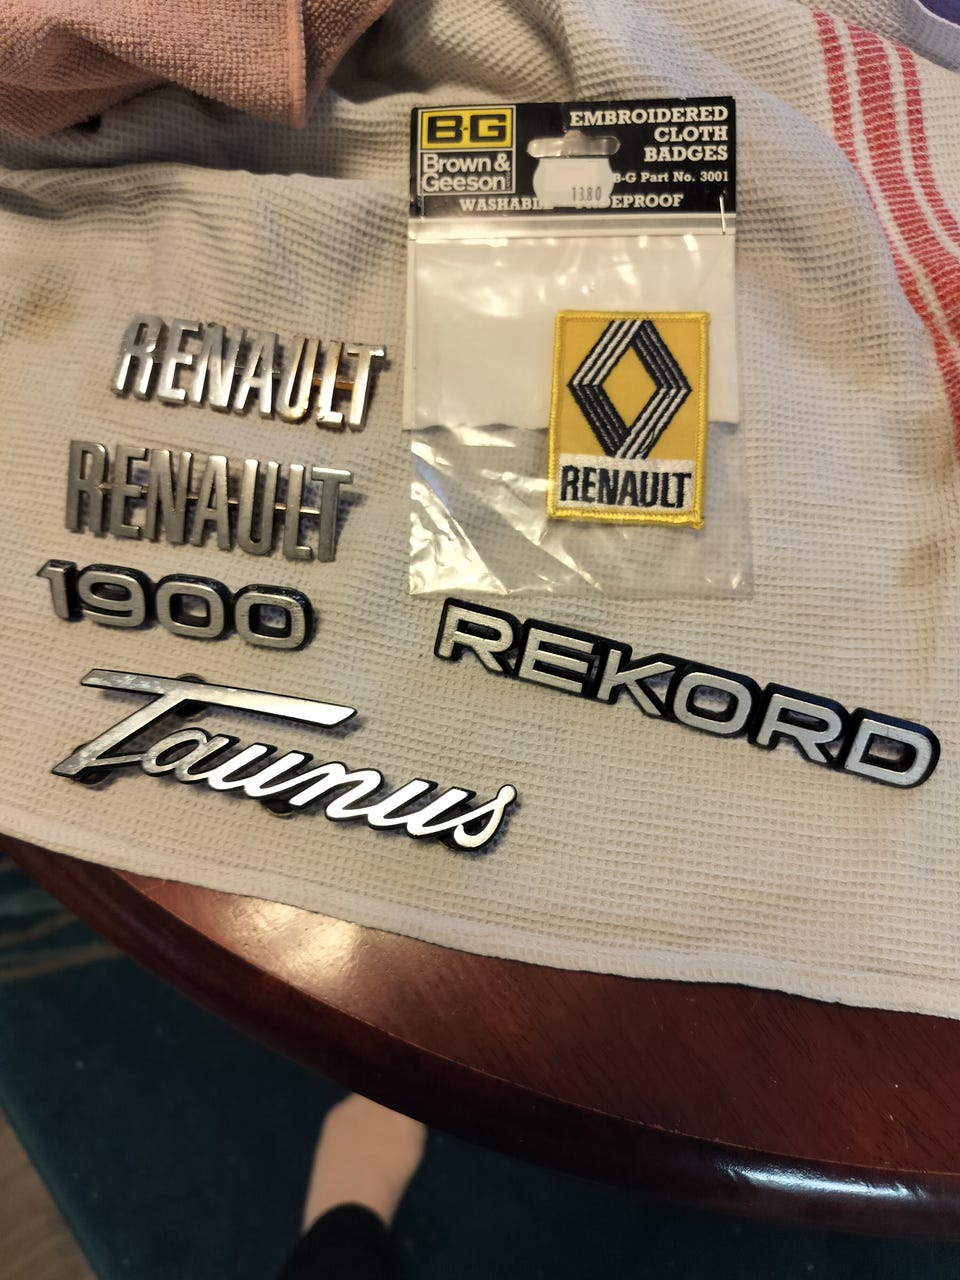 B-G
Brown &
Geeson
EMBROIDERED
CLOTH
BADGES
B-G Part No. 3001
1380
RENAULT
RENAULT
RENAULT
1900
REKORD
Taunus